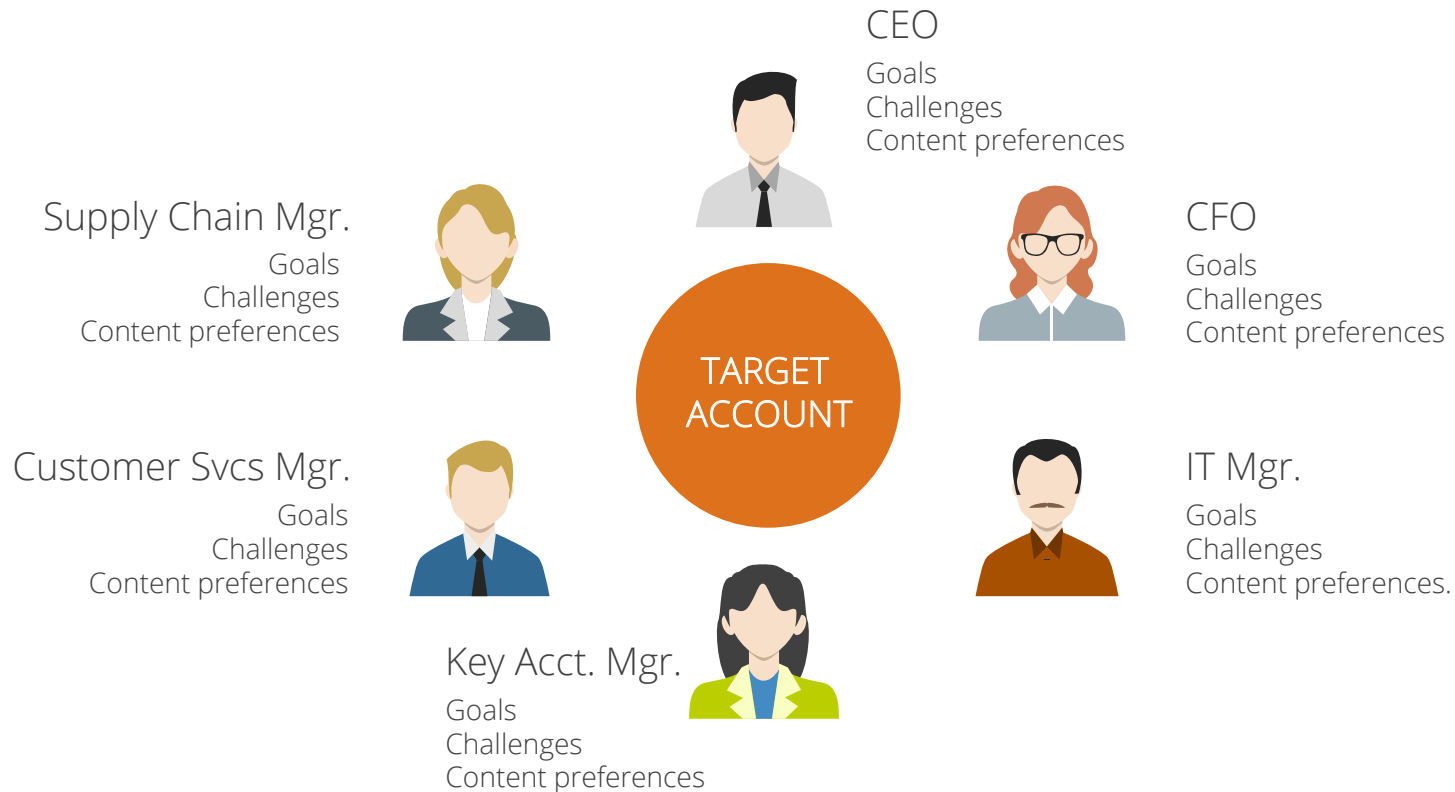 CEO
Goals
Challenges
Content preferences
Supply Chain Mgr.
Goals
Challenges
Content preferences
CFO
Goals
Challenges
Content preferences
TARGET
ACCOUNT
Customer Svcs Mgr.
Goals
Challenges
Content preferences
IT Mgr.
Goals
Challenges
Content preferences.
Key Acct. Mgr.
Goals
Challenges
Content preferences